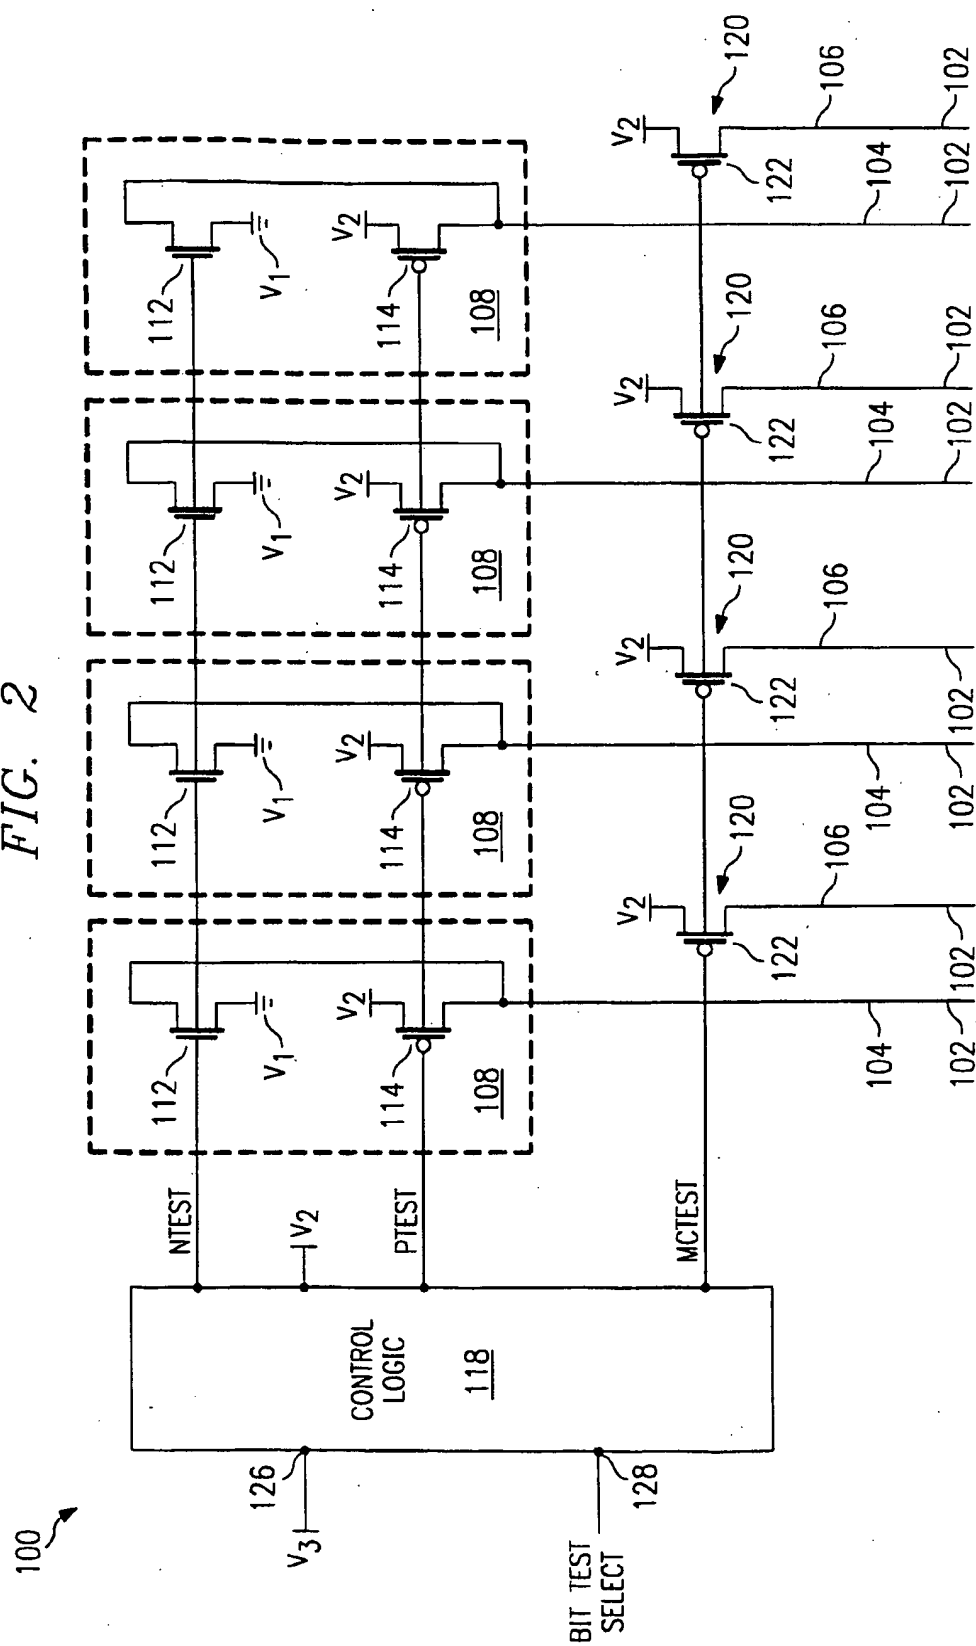 FIG. 2
100
V3
126
BIT TEST
SELECT
128
CONTROL
LOGIC
118
NTEST
V2
PTEST
MCTEST
112
V1
V2
114
108
112
V1
V2
114
108
112
V1
V2
114
108
112
V1
V2
114
108
V2
120
122
106
102
104
102
V2
120
122
106
102
104
102
V2
120
122
106
102
104
102
V2
120
122
106
102
104
102